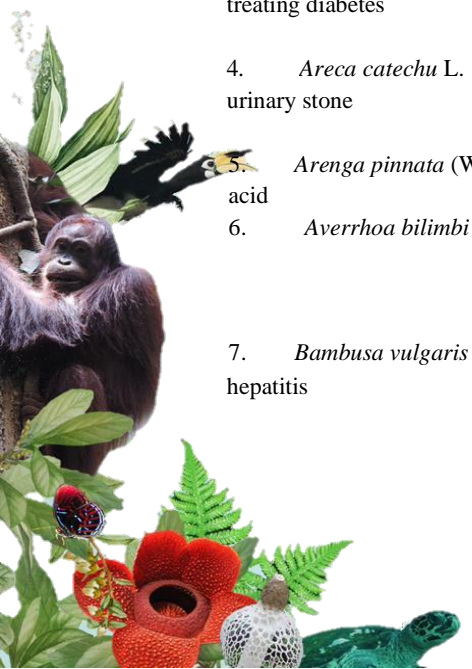 treating diabetes
4. Areca catechu L.
urinary stone
5. Arenga pinnata (W
acid
6. Averrhoa bilimbi
7. Bambusa vulgaris
hepatitis